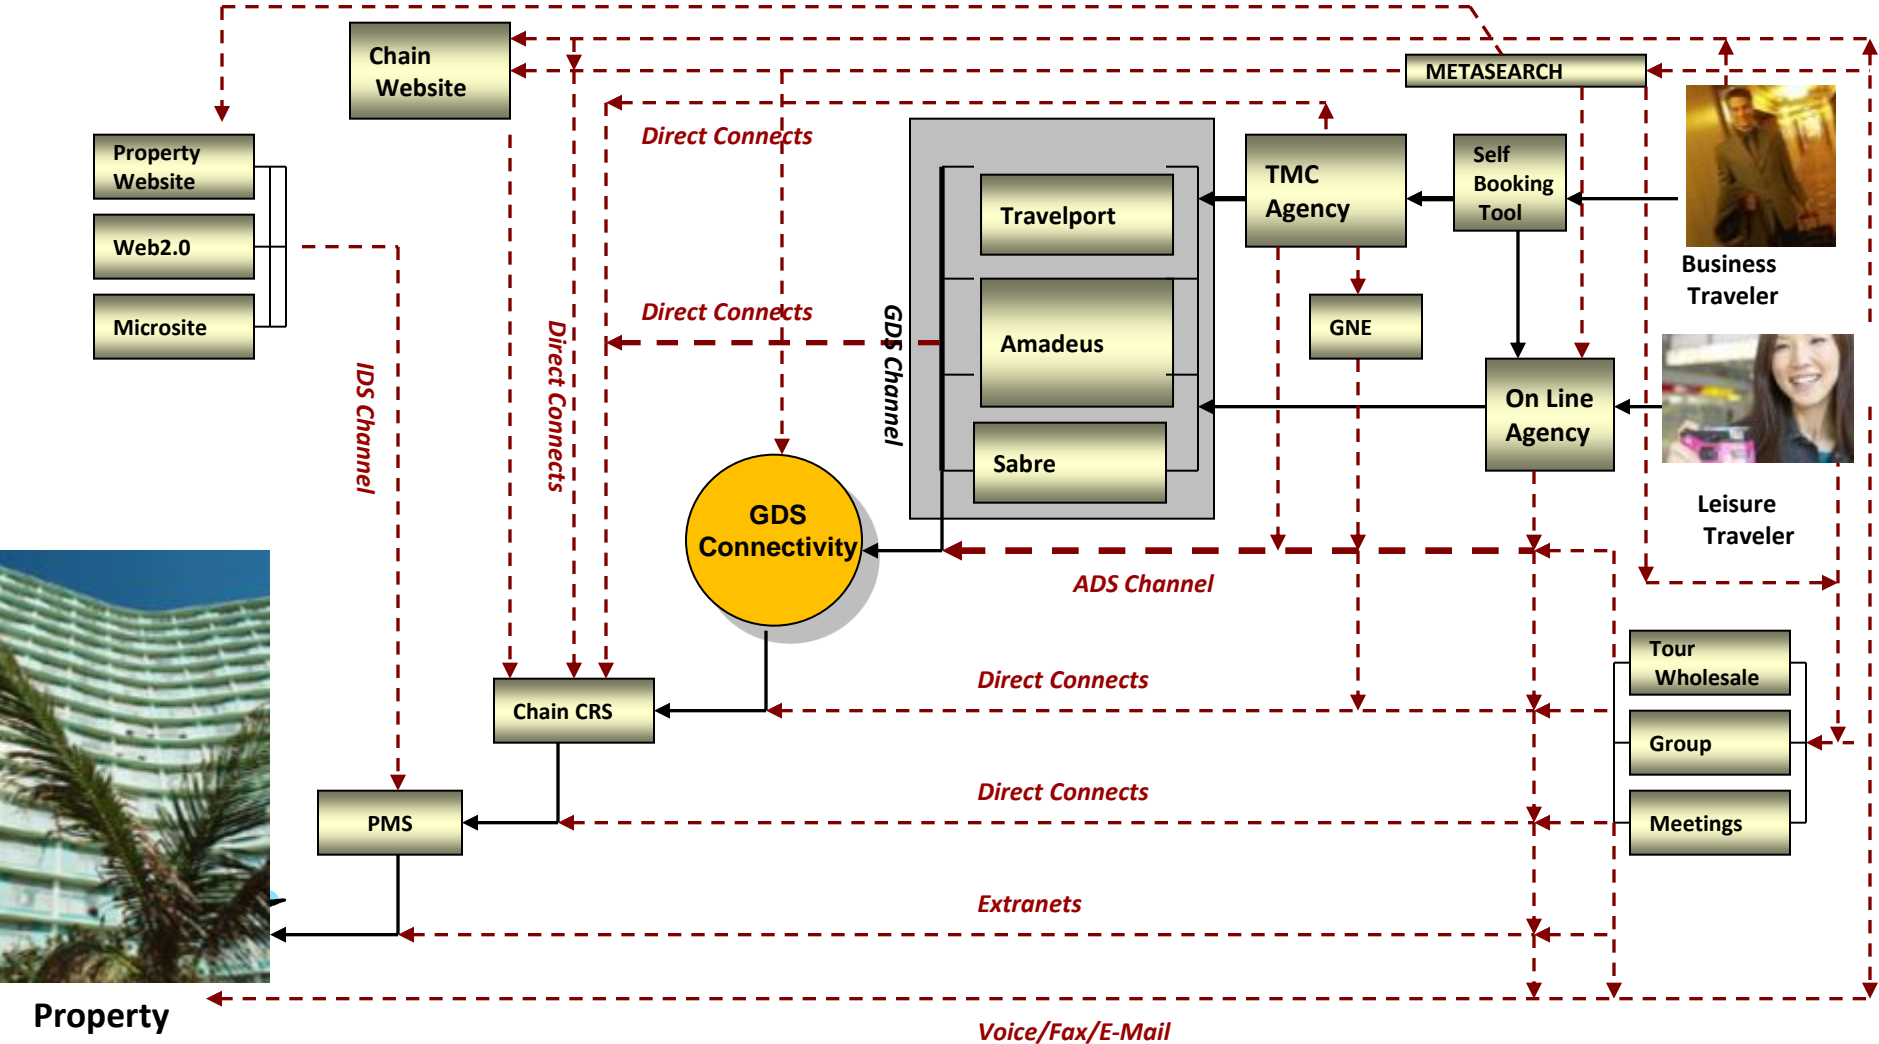 Chain
Website
METASEARCH
Direct Connects
Property
Website
Web2.0
Microsite
TMC
Agency
Self
Booking
Tool
Travelport
Business
Traveler
Direct Connects
GNE
Amadeus
GDS Channel
IDS Channel
Direct Connects
On Line
Agency
Sabre
Leisure
Traveler
GDS
Connectivity
ADS Channel
Tour
Wholesale
Direct Connects
Chain CRS
Group
Direct Connects
PMS
Meetings
Extranets
Property
Voice/Fax/E-Mail